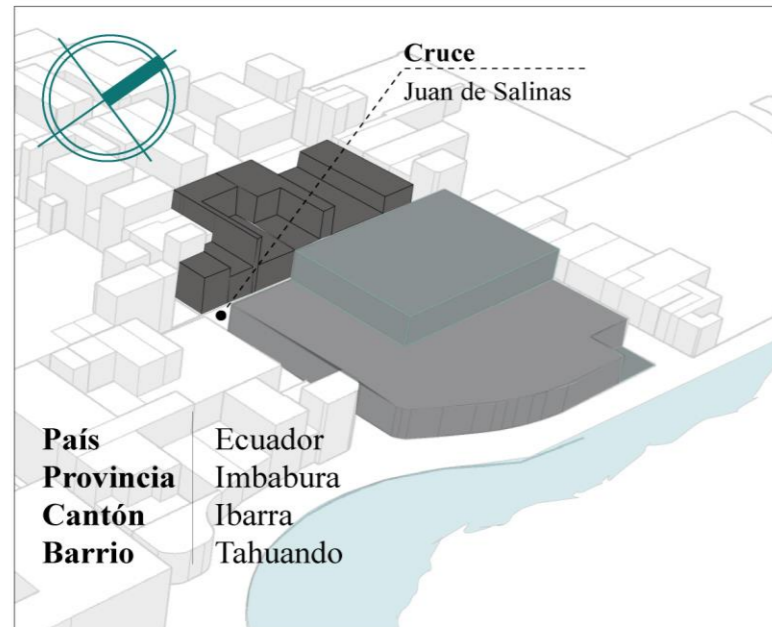 Cruce
Juan de Salinas
País Ecuador
Provincia Imbabura
Cantón Ibarra
Barrio Tahuando